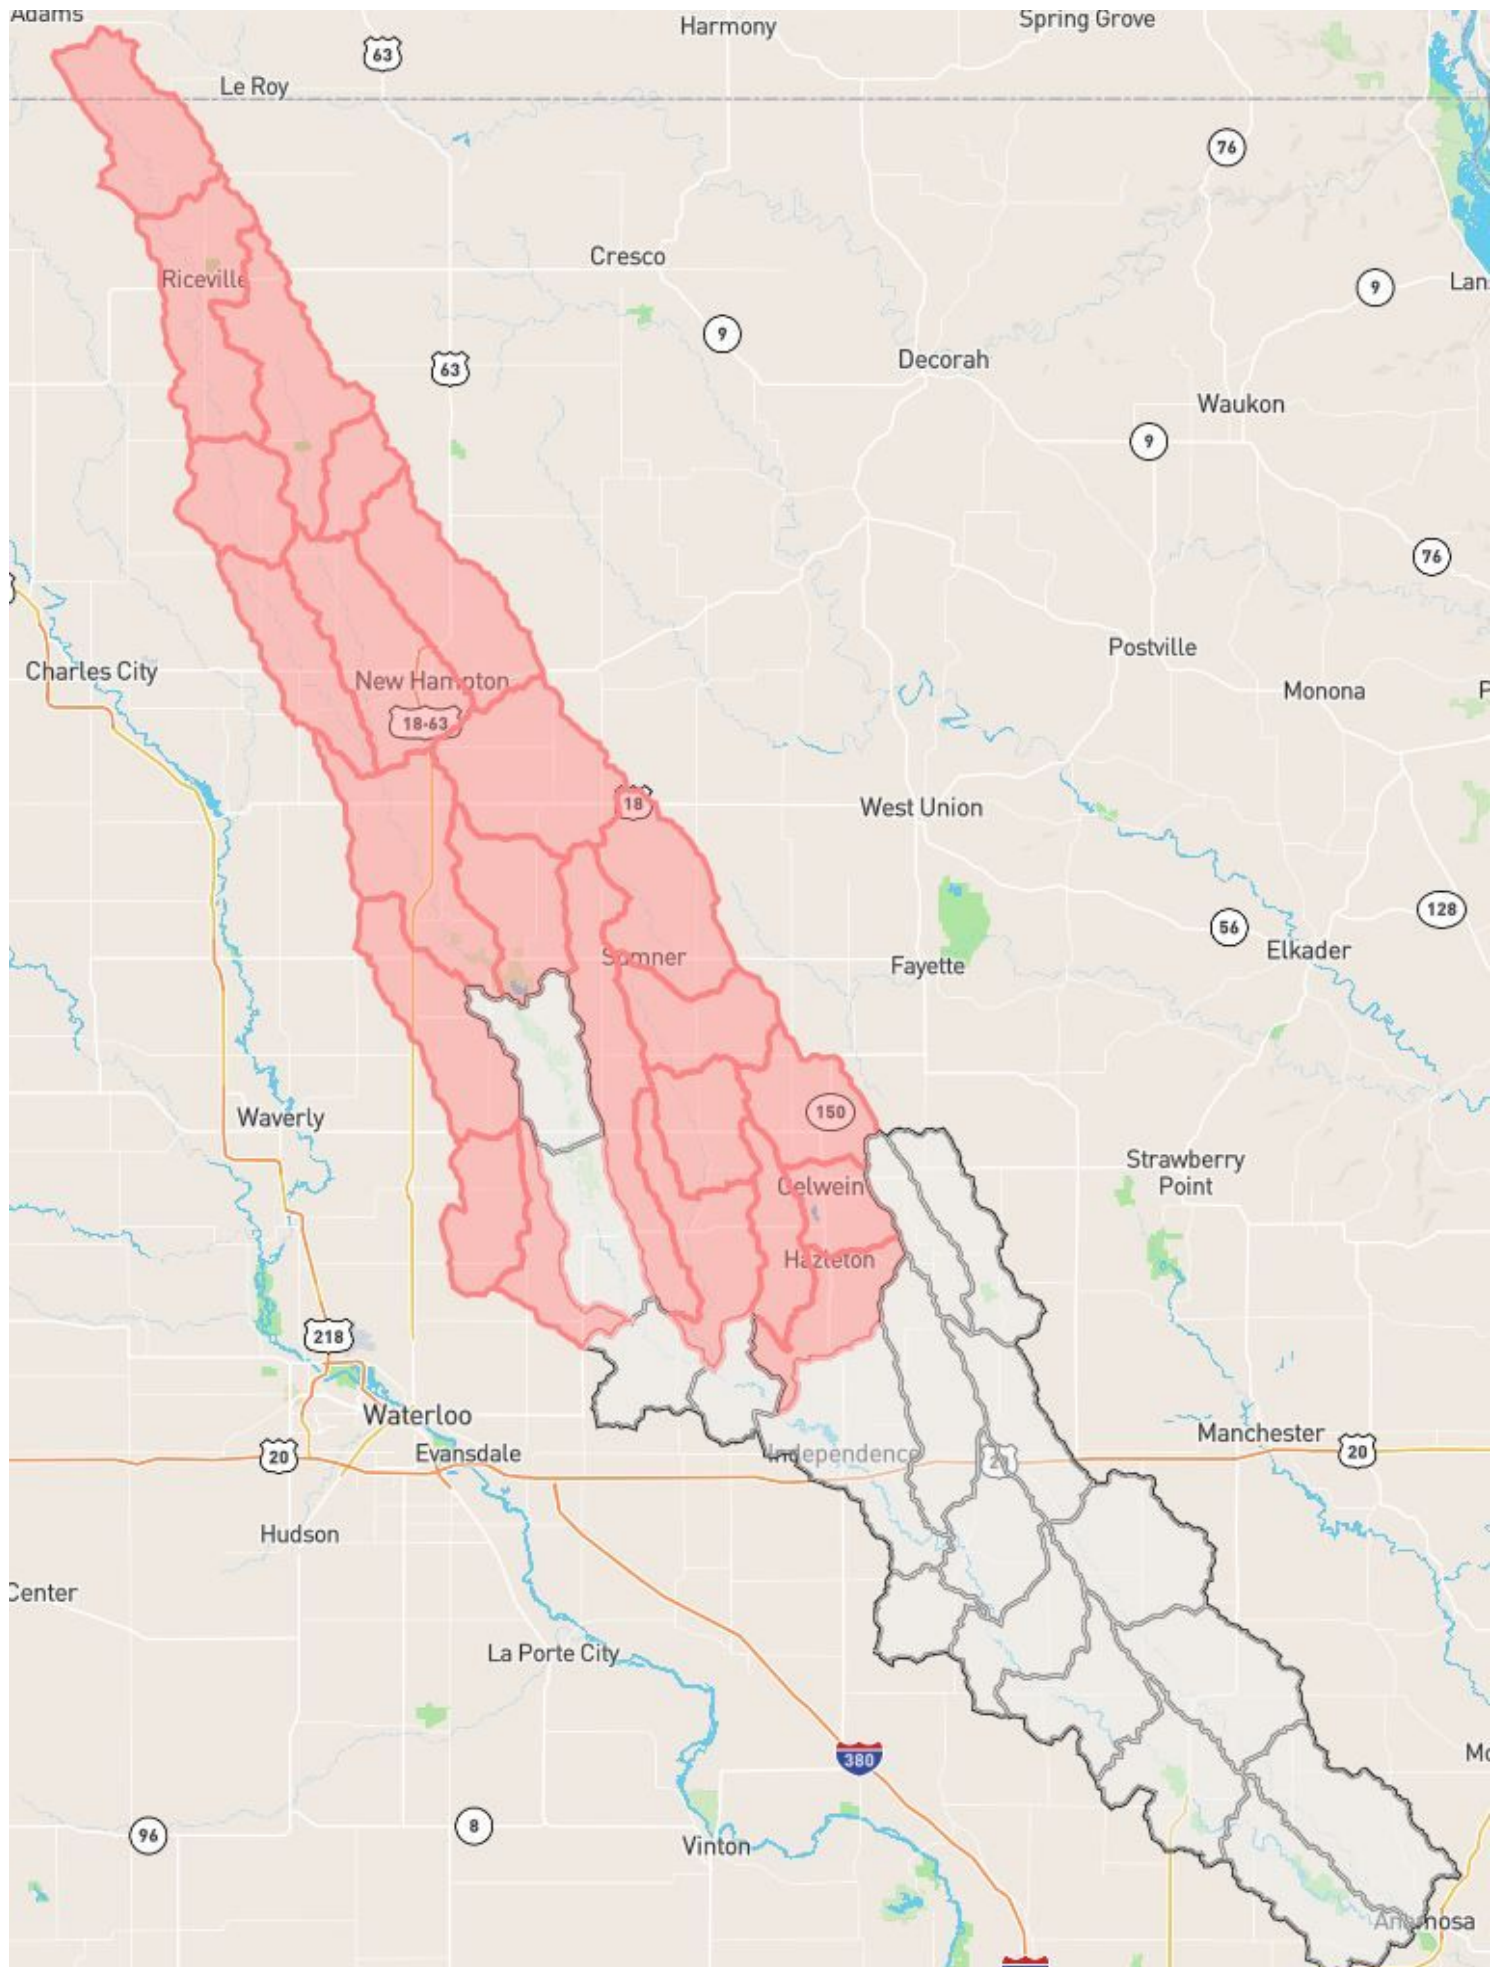 Adams
Harmony
Spring Grove
63
Le Roy
76
Riceville
Cresco
9
Lan
9
Decorah
63
Waukon
9
76
Charles City
New Hampton
18-63
Postville
Monona
P
18
West Union
Sumner
Fayette
56
128
Elkader
Waverly
150
Oelwein
Strawberry
Point
Hazleton
218
Waterloo
20
Evansdale
Independence
20
Manchester
20
Hudson
Center
La Porte City
380
Mo
96
8
Vinton
Anamosa